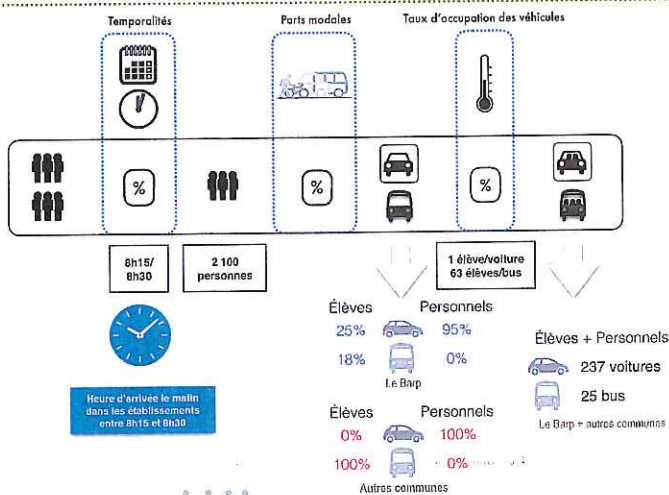 Temporalités
Parts modales
Taux d'occupation des véhicules
%
%
%
8h15/
8h30
2 100
personnes
1 élève/voiture
63 élèves/bus
Heure d'arrivée le matin
dans les établissements
entre 8h15 et 8h30
Élèves Personnels
25% 95%
18% 0%
Le Barp
Élèves Personnels
0% 100%
100% 0%
Autres communes
Élèves + Personnels
237 voitures
25 bus
Le Barp + autres communes